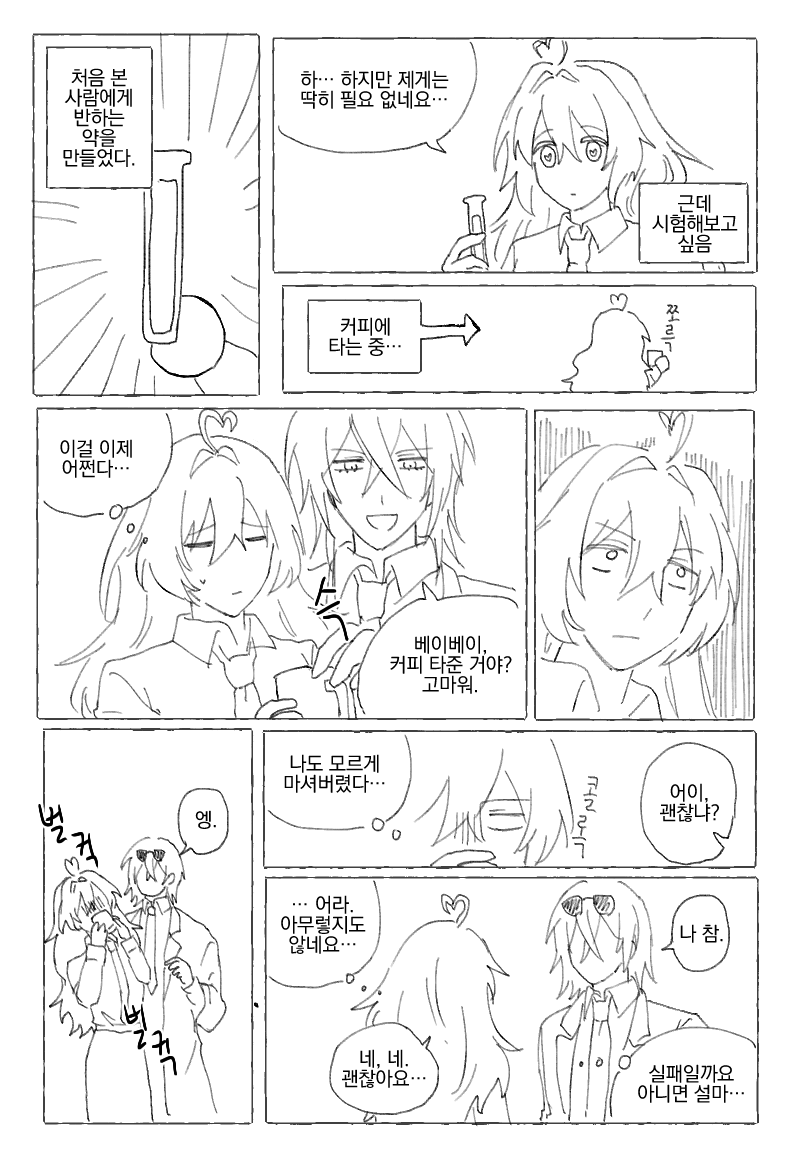 처음 본
사람에게
반하는
약을
만들었다.
하… 하지만 제게는
딱히 필요 없네요…
근데
시험해보고
싶음
커피에
타는 중…
쪼르륵
이걸 이제
어쩐다…
슥
베이베이,
커피 타준 거야?
고마워.
벌컥
엥.
벌컥
나도 모르게
마셔버렸다…
콜록
어이,
괜찮냐?
… 어라.
아무렇지도
않네요…
나 참.
네, 네.
괜찮아요…
실패일까요
아니면 설마…